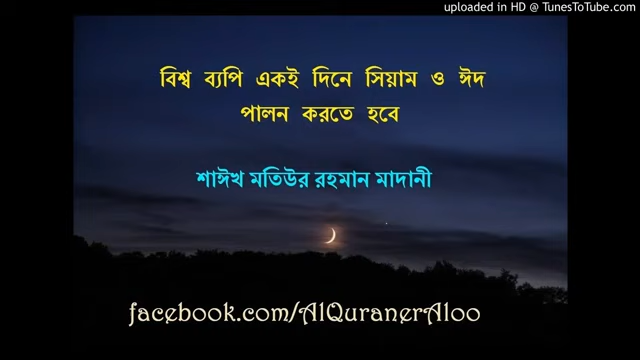 uploaded in HD @ TunesToTube.com
বিশ্ব ব্যপি একই দিনে সিয়াম ও ঈদ
পালন করতে হবে
শাঈখ মতিউর রহমান মাদানী
facebook.com/AlQuranerAloo